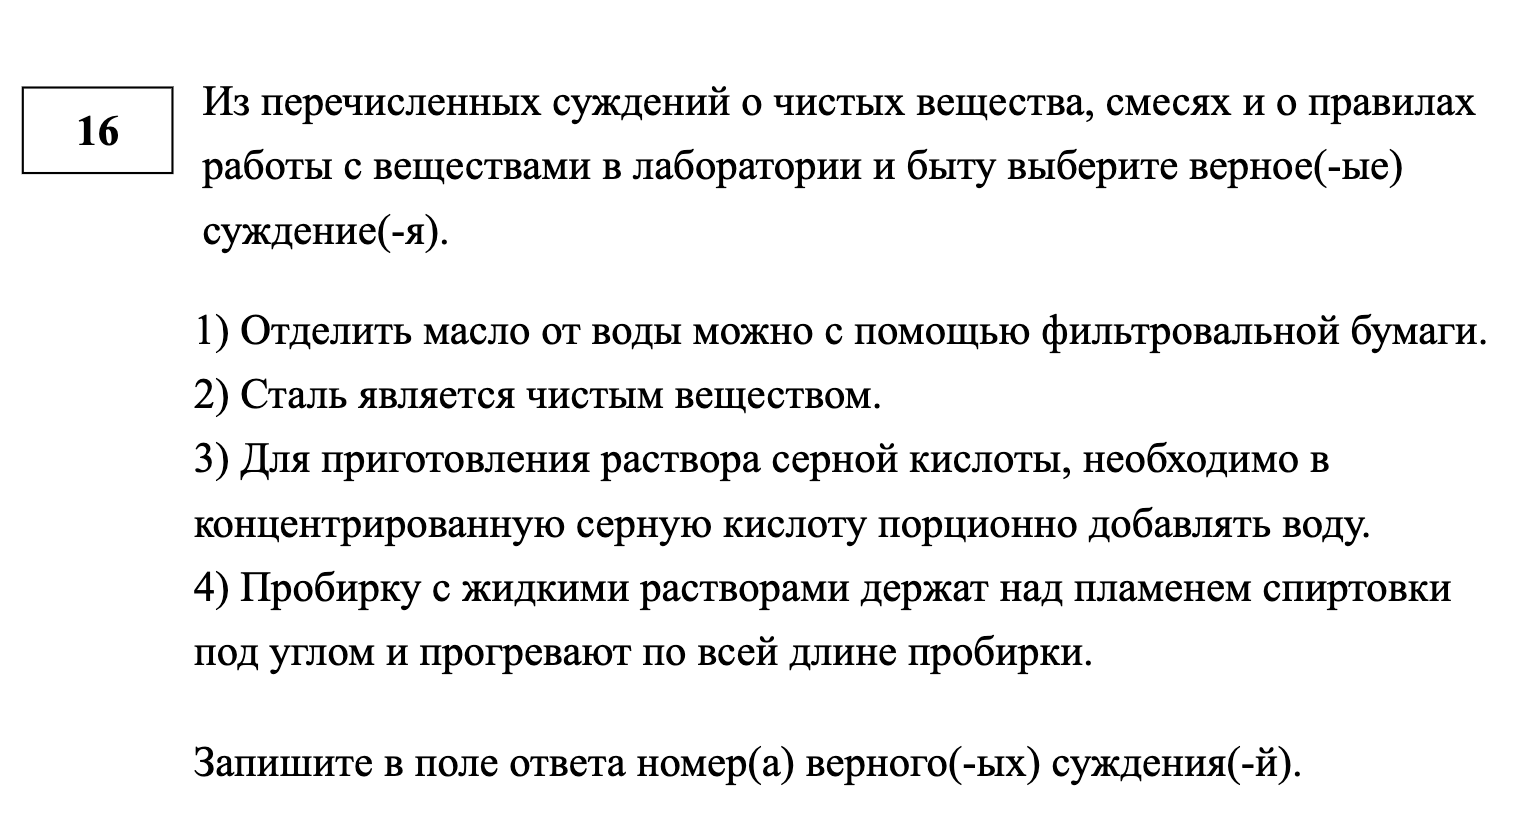 16
Из перечисленных суждений о чистых вещества, смесях и о правилах
работы с веществами в лаборатории и быту выберите верное(-ые)
суждение(-я).
1) Отделить масло от воды можно с помощью фильтровальной бумаги.
2) Сталь является чистым веществом.
3) Для приготовления раствора серной кислоты, необходимо в
концентрированную серную кислоту порционно добавлять воду.
4) Пробирку с жидкими растворами держат над пламенем спиртовки
под углом и прогревают по всей длине пробирки.
Запишите в поле ответа номер(а) верного(-ых) суждения(-й).